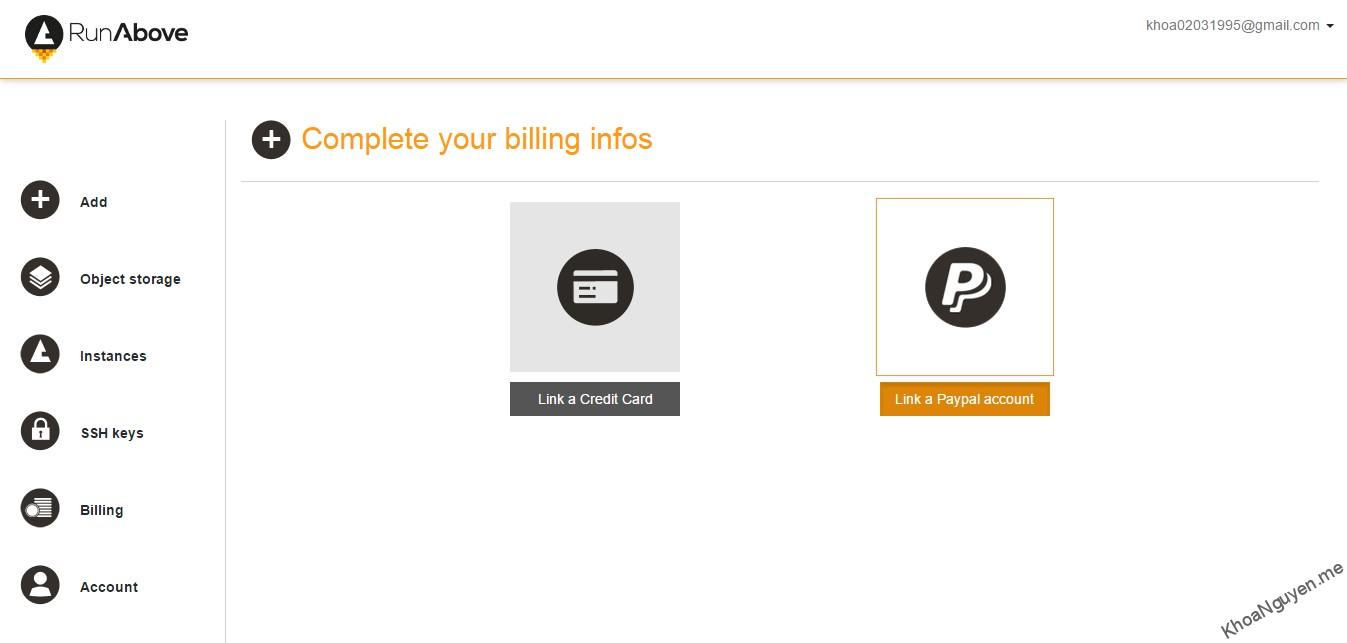 RunAbove
khoa02031995@gmail.com
Complete your billing infos
Add
Object storage
Instances
SSH keys
Billing
Account
Link a Credit Card
Link a Paypal account
KhoaNguyen.me